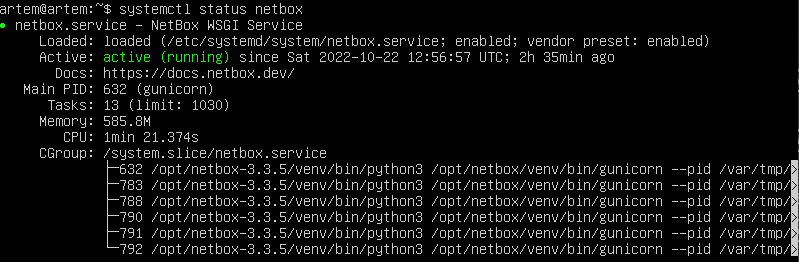 artem@artem:~$ systemctl status netbox
● netbox.service - NetBox WSGI Service
Loaded: loaded (/etc/systemd/system/netbox.service; enabled; vendor preset: enabled)
Active: active (running) since Sat 2022-10-22 12:56:57 UTC; 2h 35min ago
Docs: https://docs.netbox.dev/
Main PID: 632 (gunicorn)
Tasks: 13 (limit: 1030)
Memory: 585.8M
CPU: 1min 21.374s
CGroup: /system.slice/netbox.service
├─632 /opt/netbox-3.3.5/venv/bin/python3 /opt/netbox/venv/bin/gunicorn --pid /var/tmp/>
├─783 /opt/netbox-3.3.5/venv/bin/python3 /opt/netbox/venv/bin/gunicorn --pid /var/tmp/>
├─788 /opt/netbox-3.3.5/venv/bin/python3 /opt/netbox/venv/bin/gunicorn --pid /var/tmp/>
├─790 /opt/netbox-3.3.5/venv/bin/python3 /opt/netbox/venv/bin/gunicorn --pid /var/tmp/>
├─791 /opt/netbox-3.3.5/venv/bin/python3 /opt/netbox/venv/bin/gunicorn --pid /var/tmp/>
└─792 /opt/netbox-3.3.5/venv/bin/python3 /opt/netbox/venv/bin/gunicorn --pid /var/tmp/>